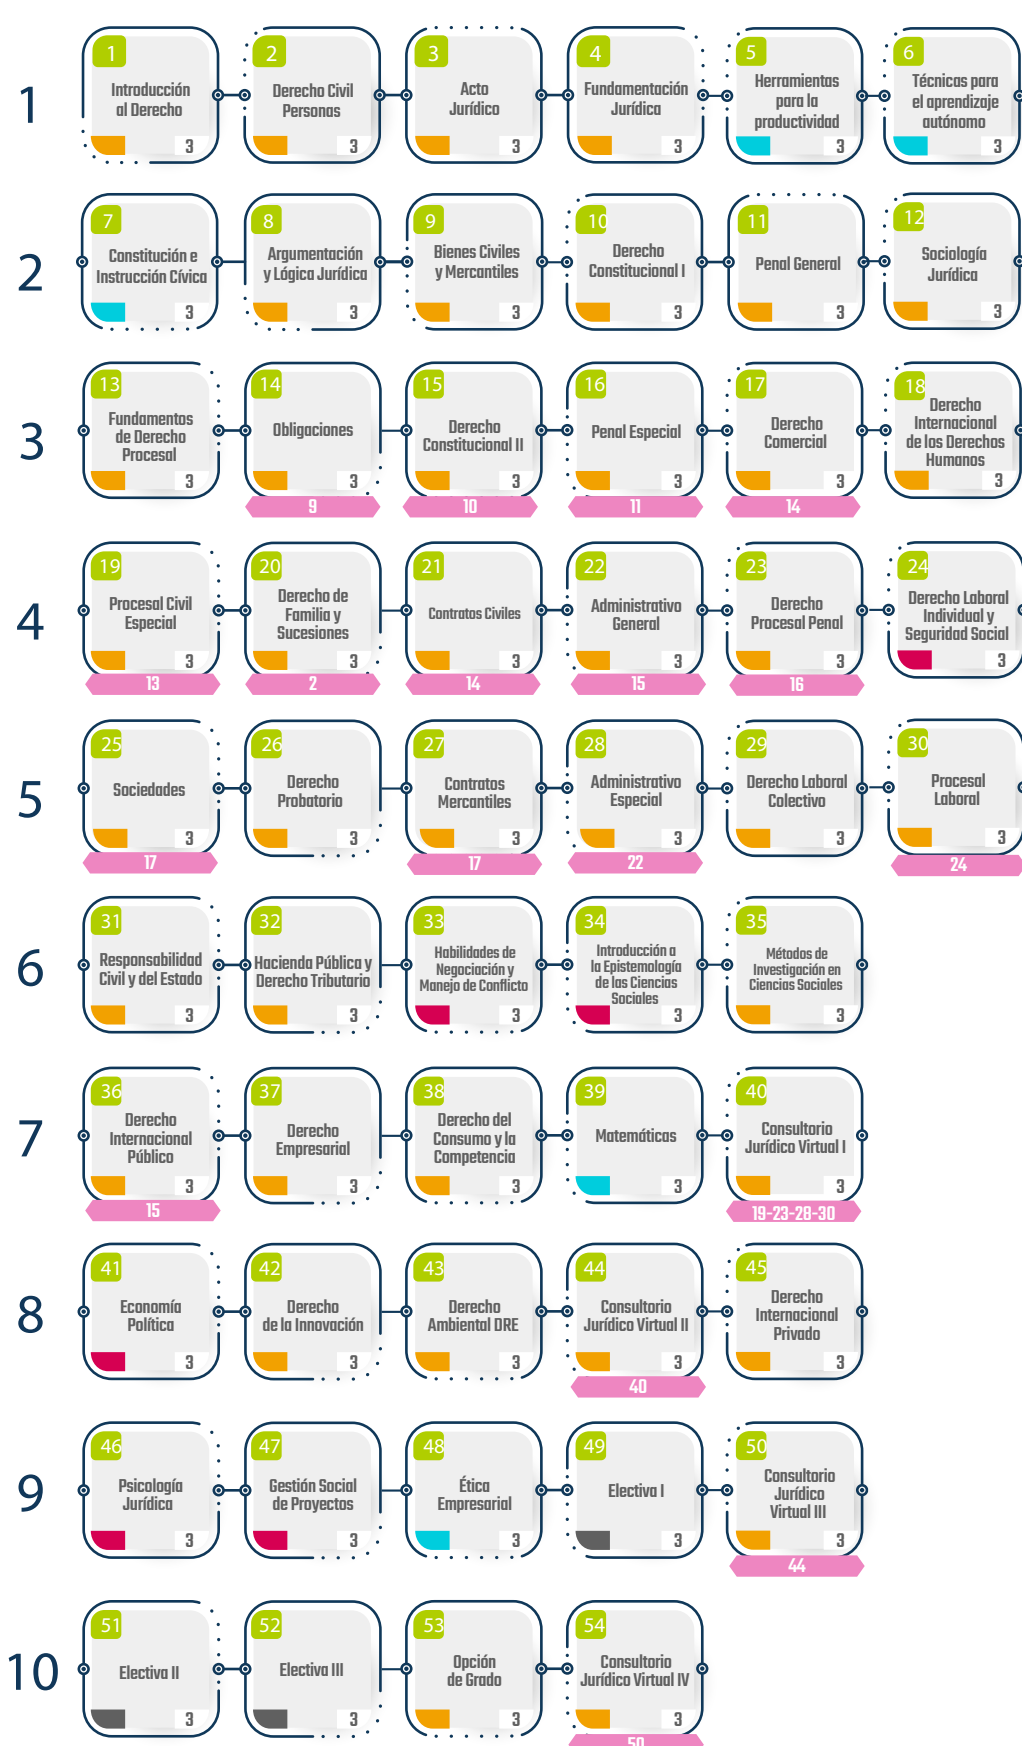 1
1
Introducción
al Derecho
3
2
Derecho Civil
Personas
3
3
Acto
Jurídico
3
4
Fundamentación
Jurídica
3
5
Herramientas
para la
productividad
3
6
Técnicas para
el aprendizaje
autónomo
3
2
7
Constitución e
Instrucción Cívica
3
8
Argumentación
y Lógica Jurídica
3
9
Bienes Civiles
y Mercantiles
3
10
Derecho
Constitucional I
3
11
Penal General
3
12
Sociología
Jurídica
3
3
13
Fundamentos
de Derecho
Procesal
3
14
Obligaciones
3
9
15
Derecho
Constitucional II
3
10
16
Penal Especial
3
11
17
Derecho
Comercial
3
14
18
Derecho
Internacional
de los Derechos
Humanos
3
4
19
Procesal Civil
Especial
3
13
20
Derecho de
Familia y
Sucesiones
3
2
21
Contratos Civiles
3
14
22
Administrativo
General
3
15
23
Derecho
Procesal Penal
3
16
24
Derecho Laboral
Individual y
Seguridad Social
3
5
25
Sociedades
3
17
26
Derecho
Probatorio
3
27
Contratos
Mercantiles
3
17
28
Administrativo
Especial
3
22
29
Derecho Laboral
Colectivo
3
30
Procesal
Laboral
3
24
6
31
Responsabilidad
Civil y del Estado
3
32
Hacienda Pública y
Derecho Tributario
3
33
Habilidades de
Negociación y
Manejo de Conflicto
3
34
Introducción a
la Epistemología
de las Ciencias
Sociales
3
35
Métodos de
Investigación en
Ciencias Sociales
3
7
36
Derecho
Internacional
Público
3
15
37
Derecho
Empresarial
3
38
Derecho del
Consumo y la
Competencia
3
39
Matemáticas
3
40
Consultorio
Jurídico Virtual I
3
19-23-28-30
8
41
Economía
Política
3
42
Derecho
de la Innovación
3
43
Derecho
Ambiental DRE
3
44
Consultorio
Jurídico Virtual II
3
40
45
Derecho
Internacional
Privado
3
9
46
Psicología
Jurídica
3
47
Gestión Social
de Proyectos
3
48
Ética
Empresarial
3
49
Electiva I
3
50
Consultorio
Jurídico
Virtual III
3
44
10
51
Electiva II
3
52
Electiva III
3
53
Opción
de Grado
3
54
Consultorio
Jurídico Virtual IV
3
50